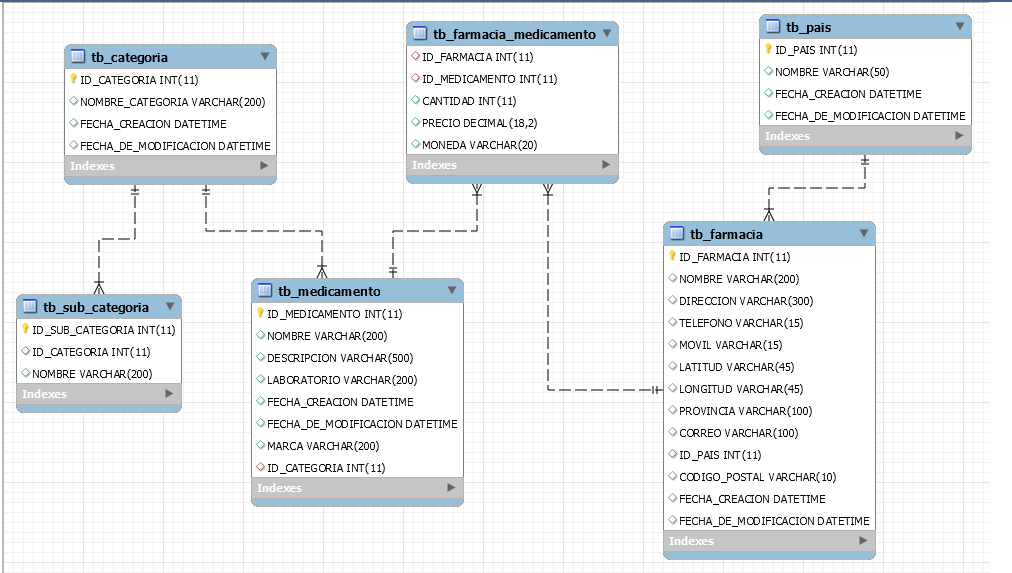 tb_categoria
ID_CATEGORIA INT(11)
NOMBRE_CATEGORIA VARCHAR(200)
FECHA_CREACION DATETIME
FECHA_DE_MODIFICACION DATETIME
Indexes
tb_farmacia_medicamento
ID_FARMACIA INT(11)
ID_MEDICAMENTO INT(11)
CANTIDAD INT(11)
PRECIO DECIMAL(18,2)
MONEDA VARCHAR(20)
Indexes
tb_pais
ID_PAIS INT(11)
NOMBRE VARCHAR(50)
FECHA_CREACION DATETIME
FECHA_DE_MODIFICACION DATETIME
Indexes
tb_sub_categoria
ID_SUB_CATEGORIA INT(11)
ID_CATEGORIA INT(11)
NOMBRE VARCHAR(200)
Indexes
tb_medicamento
ID_MEDICAMENTO INT(11)
NOMBRE VARCHAR(200)
DESCRIPCION VARCHAR(500)
LABORATORIO VARCHAR(200)
FECHA_CREACION DATETIME
FECHA_DE_MODIFICACION DATETIME
MARCA VARCHAR(200)
ID_CATEGORIA INT(11)
Indexes
tb_farmacia
ID_FARMACIA INT(11)
NOMBRE VARCHAR(200)
DIRECCION VARCHAR(300)
TELEFONO VARCHAR(15)
MOVIL VARCHAR(15)
LATITUD VARCHAR(45)
LONGITUD VARCHAR(45)
PROVINCIA VARCHAR(100)
CORREO VARCHAR(100)
ID_PAIS INT(11)
CODIGO_POSTAL VARCHAR(10)
FECHA_CREACION DATETIME
FECHA_DE_MODIFICACION DATETIME
Indexes